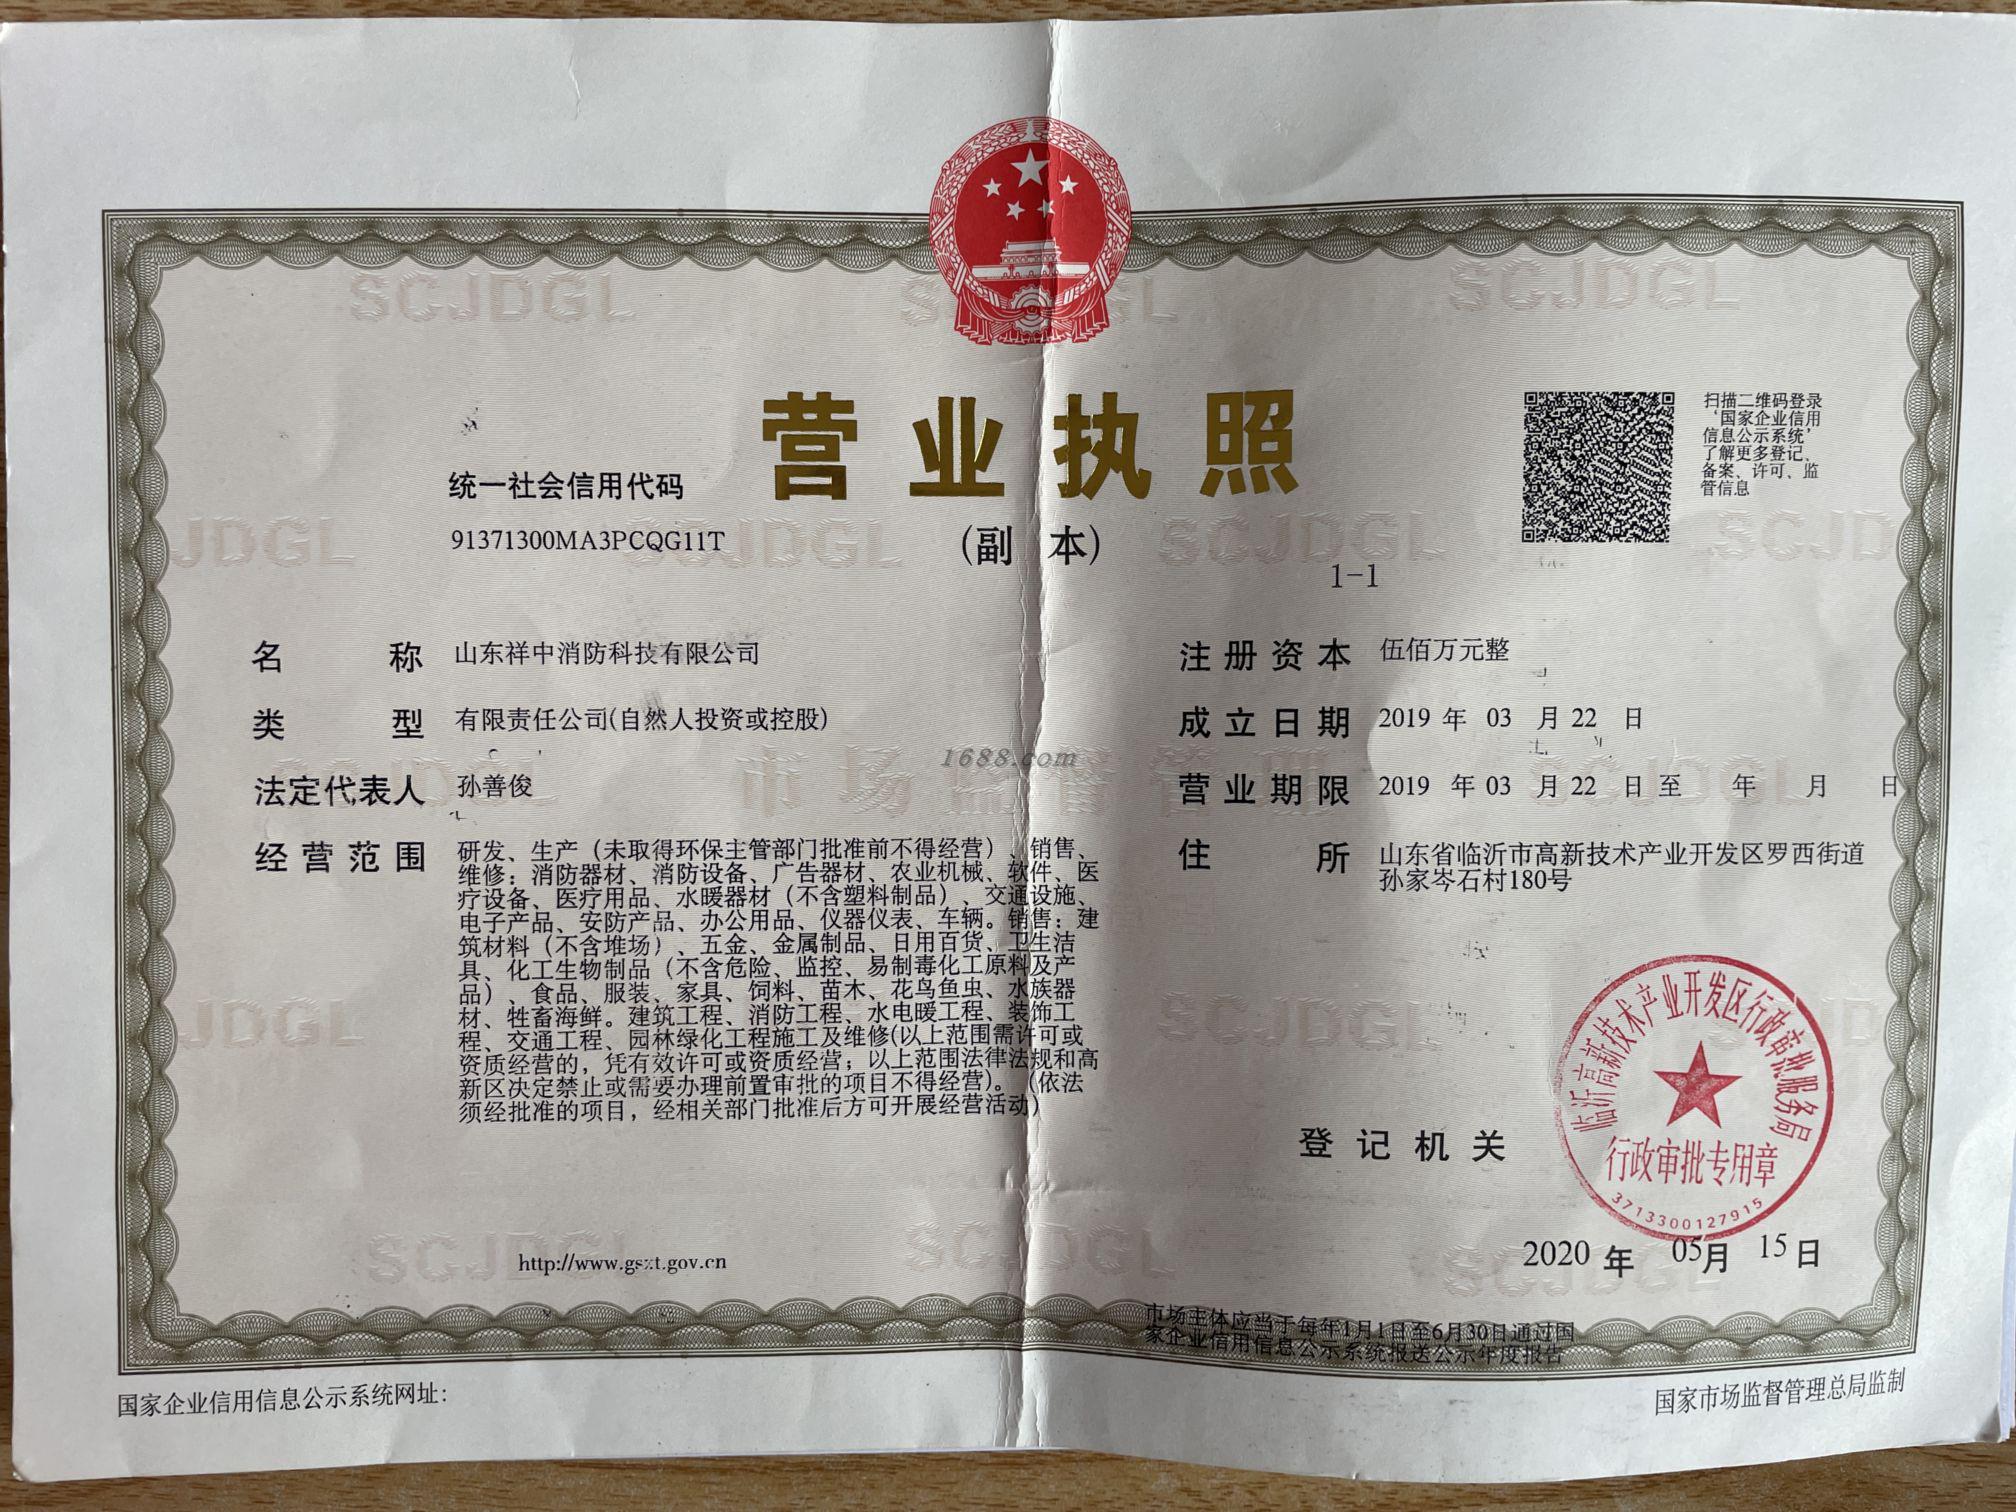 营业执照
(副 本)
1-1
统一社会信用代码
91371300MA3PCQG11T
扫描二维码登录
'国家企业信用
信息公示系统'
了解更多登记、
备案、许可、监
管信息
名 称 山东祥中消防科技有限公司
类 型 有限责任公司(自然人投资或控股)
法定代表人 孙善俊
经营范围 研发、生产（未取得环保主管部门批准前不得经营）、销售、
维修：消防器材、消防设备、广告器材、农业机械、软件、医
疗设备、医疗用品、水暖器材（不含塑料制品）、交通设施、
电子产品、安防产品、办公用品、仪器仪表、车辆。销售：建
筑材料（不含堆场）、五金、金属制品、日用百货、卫生洁
具、化工生物制品（不含危险、监控、易制毒化工原料及产
品）、食品、服装、家具、饲料、苗木、花鸟鱼虫、水族器
材、牲畜海鲜。建筑工程、消防工程、水电暖工程、装饰工
程、交通工程、园林绿化工程施工及维修(以上范围需许可或
资质经营的，凭有效许可或资质经营；以上范围法律法规和高
新区决定禁止或需要办理前置审批的项目不得经营)。（依法
须经批准的项目，经相关部门批准后方可开展经营活动）
注册资本 伍佰万元整
成立日期 2019 年 03 月 22 日
营业期限 2019 年 03 月 22 日 至 年 月 日
住 所 山东省临沂市高新技术产业开发区罗西街道
孙家岑石村180号
登记机关
临沂高新技术产业开发区行政审批服务局
行政审批专用章
3713300127915
2020 年 05 月 15 日
http://www.gsxt.gov.cn
市场主体应当于每年1月1日至6月30日通过国
家企业信用信息公示系统报送公示年度报告
国家企业信用信息公示系统网址：
国家市场监督管理总局监制
1688.com
SCJDGL
SCJDGL
JDGL
SCJDGL
SCJDGL
SCJD
SCJDGL
市场监督管理
SCJDGL
JDGL
SCJDGL
SCJDGL
SCJDGL
SCJDGL